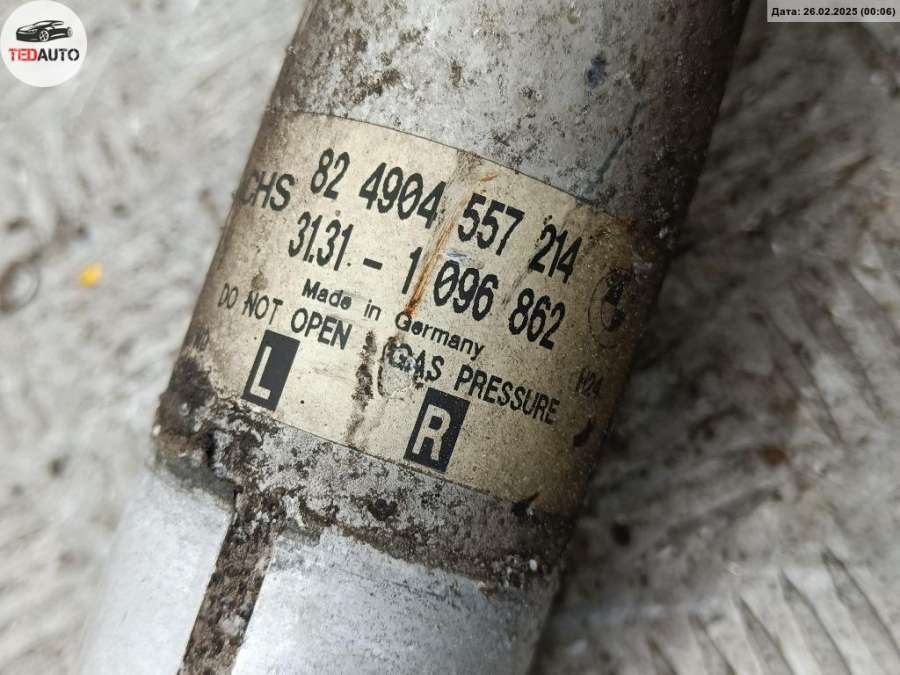 TEDAUTO
Дата: 26.02.2025 (00:06)
CHS 82 4904 557 214
31.31 - 1 096 862
Made in Germany
DO NOT OPEN GAS PRESSURE
L R